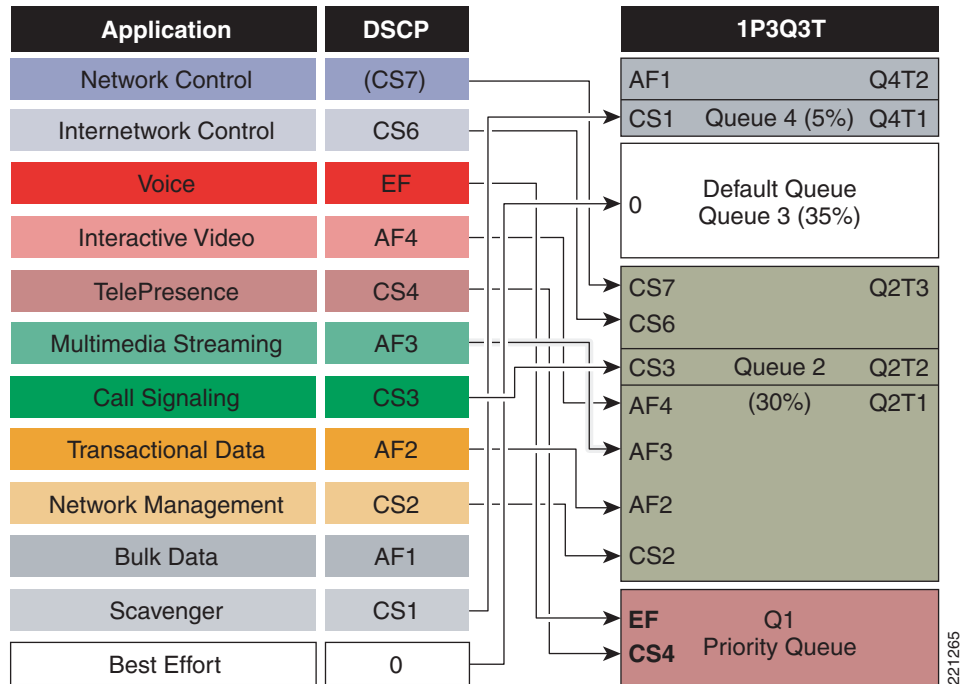 Application DSCP 1P3Q3T
Network Control (CS7)
Internetwork Control CS6
Voice EF
Interactive Video AF4
TelePresence CS4
Multimedia Streaming AF3
Call Signaling CS3
Transactional Data AF2
Network Management CS2
Bulk Data AF1
Scavenger CS1
Best Effort 0
AF1 Q4T2
CS1 Queue 4 (5%) Q4T1
Default Queue
0
Queue 3 (35%)
CS7 Q2T3
CS6
CS3 Queue 2 Q2T2
AF4 (30%) Q2T1
AF3
AF2
CS2
EF Q1
CS4 Priority Queue
221265